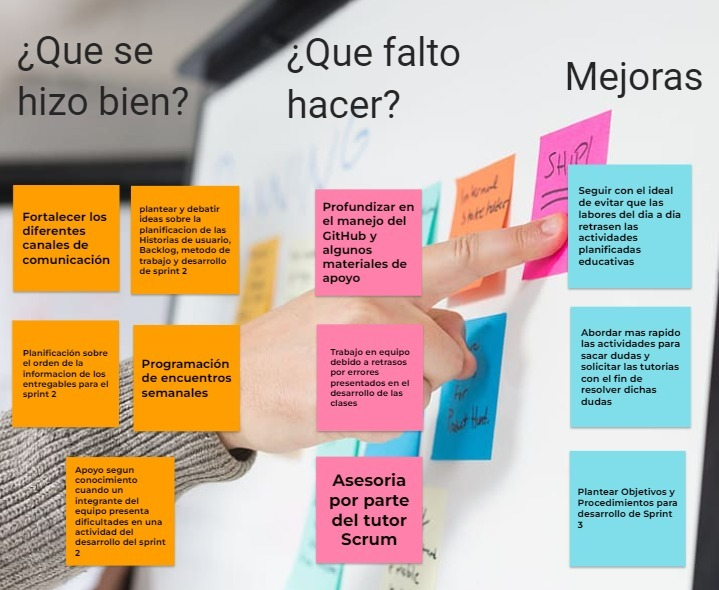 ¿Que se
hizo bien?
¿Que falto
hacer?
Mejoras
Fortalecer los
diferentes
canales de
comunicación
plantear y debatir
ideas sobre la
planificacion de las
Historias de usuario,
Backlog, metodo de
trabajo y desarrollo
de sprint 2
Planificación sobre
el orden de la
informacion de los
entregables para el
sprint 2
Programación
de encuentros
semanales
Apoyo segun
conocimiento
cuando un
integrante del
equipo presenta
dificultades en una
actividad del
desarrollo del sprint
2
Profundizar en
el manejo del
GitHub y
algunos
materiales de
apoyo
Trabajo en equipo
debido a retrasos
por errores
presentados en el
desarrollo de las
clases
Asesoria
por parte
del tutor
Scrum
Seguir con el ideal
de evitar que las
labores del dia a dia
retrasen las
actividades
planificadas
educativas
Abordar mas rapido
las actividades para
sacar dudas y
solicitar las tutorias
con el fin de
resolver dichas
dudas
Plantear Objetivos y
Procedimientos para
desarrollo de Sprint
3
SHIP!
Internal
Stakeholder
For
Product Hunt.